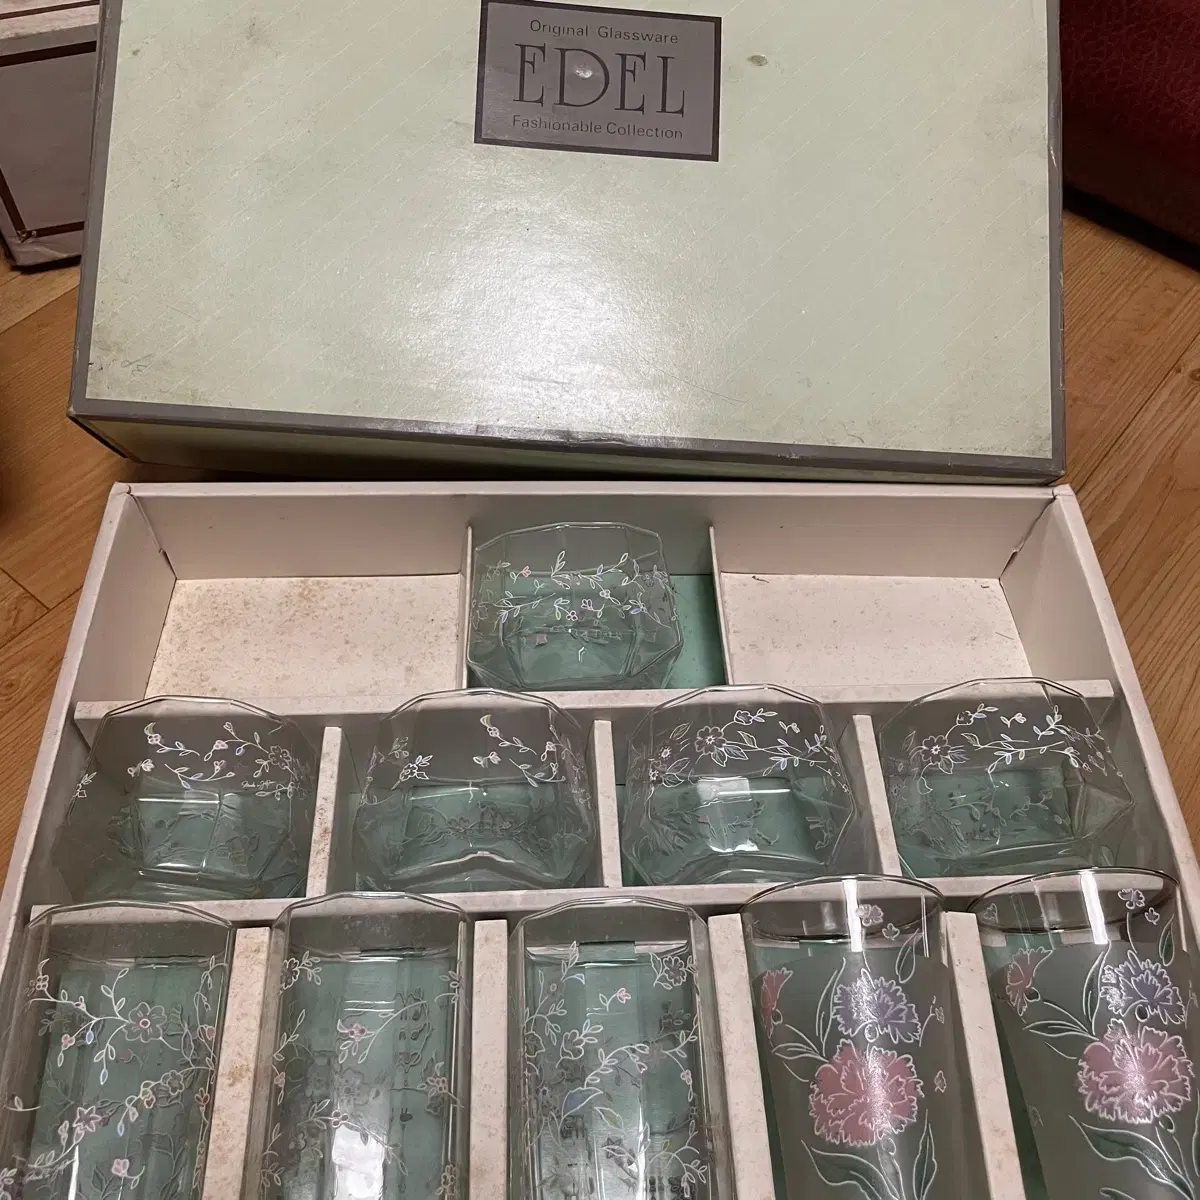 Original Glassware
EDEL
Fashionable Collection